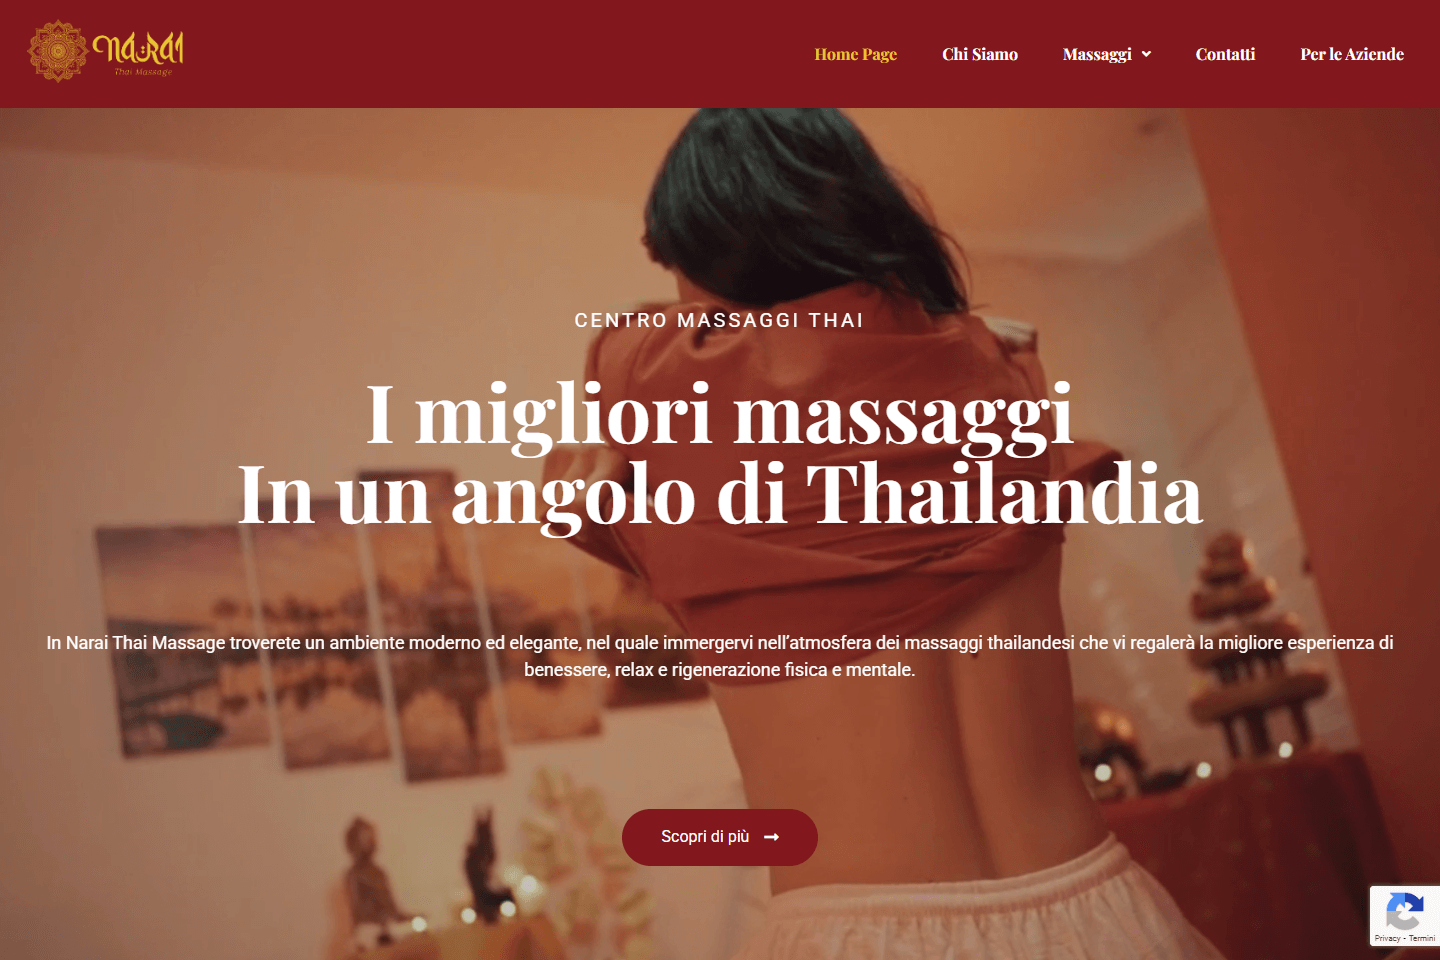 Narai
Thai Massage
Home Page
Chi Siamo
Massaggi
Contatti
Per le Aziende
CENTRO MASSAGGI THAI
I migliori massaggi
In un angolo di Thailandia
In Narai Thai Massage troverete un ambiente moderno ed elegante, nel quale immergervi nell’atmosfera dei massaggi thailandesi che vi regalerà la migliore esperienza di
benessere, relax e rigenerazione fisica e mentale.
Scopri di più
Privacy - Termini